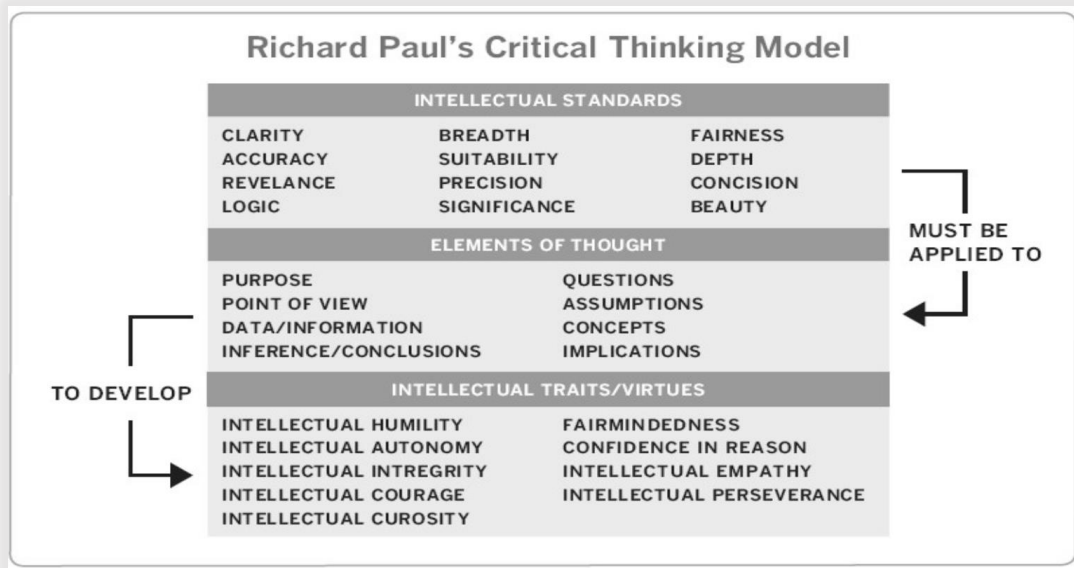 Richard Paul's Critical Thinking Model
INTELLECTUAL STANDARDS
CLARITY BREADTH FAIRNESS
ACCURACY SUITABILITY DEPTH
REVELANCE PRECISION CONCISION
LOGIC SIGNIFICANCE BEAUTY
MUST BE
APPLIED TO
ELEMENTS OF THOUGHT
PURPOSE QUESTIONS
POINT OF VIEW ASSUMPTIONS
DATA/INFORMATION CONCEPTS
INFERENCE/CONCLUSIONS IMPLICATIONS
TO DEVELOP
INTELLECTUAL TRAITS/VIRTUES
INTELLECTUAL HUMILITY FAIRMINDEDNESS
INTELLECTUAL AUTONOMY CONFIDENCE IN REASON
INTELLECTUAL INTREGRITY INTELLECTUAL EMPATHY
INTELLECTUAL COURAGE INTELLECTUAL PERSEVERANCE
INTELLECTUAL CUROSITY